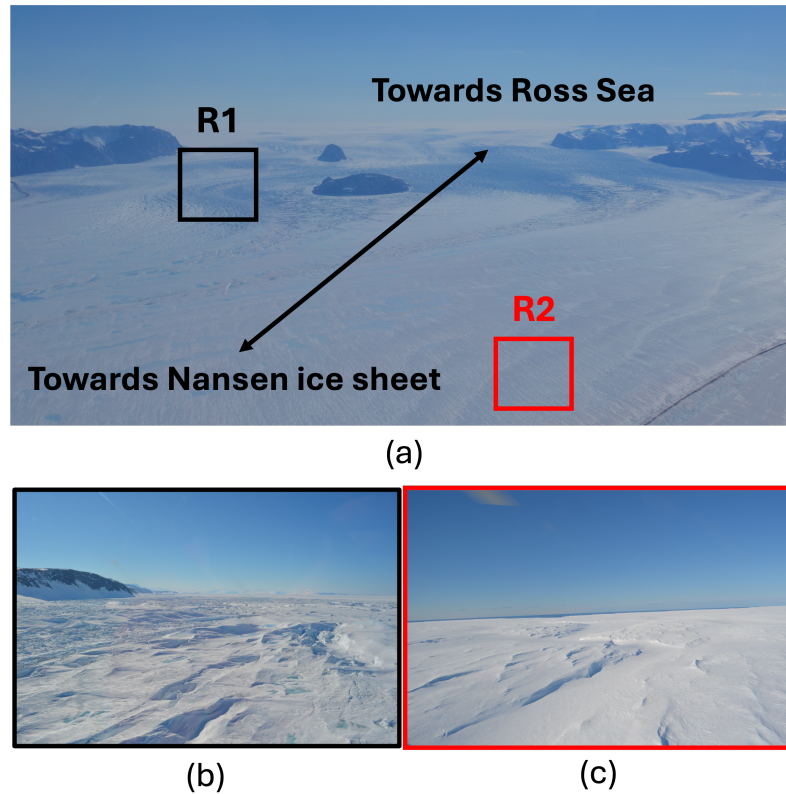 Towards Ross Sea
R1
R2
Towards Nansen ice sheet
(a)
(b)
(c)